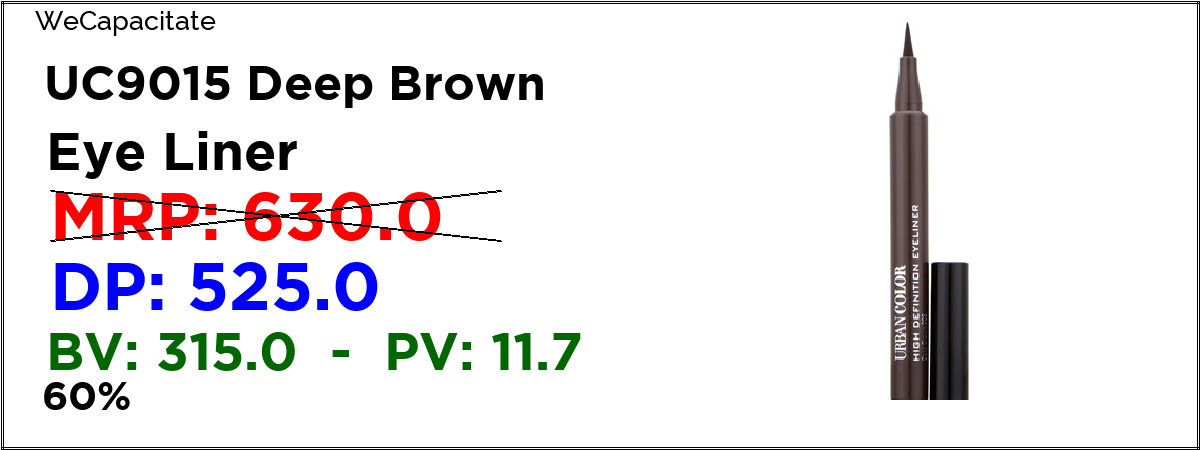 WeCapacitate
UC9015 Deep Brown
Eye Liner
MRP: 630.0
DP: 525.0
BV: 315.0 - PV: 11.7
60%
URBAN COLOR
HIGH DEFINITION EYELINER